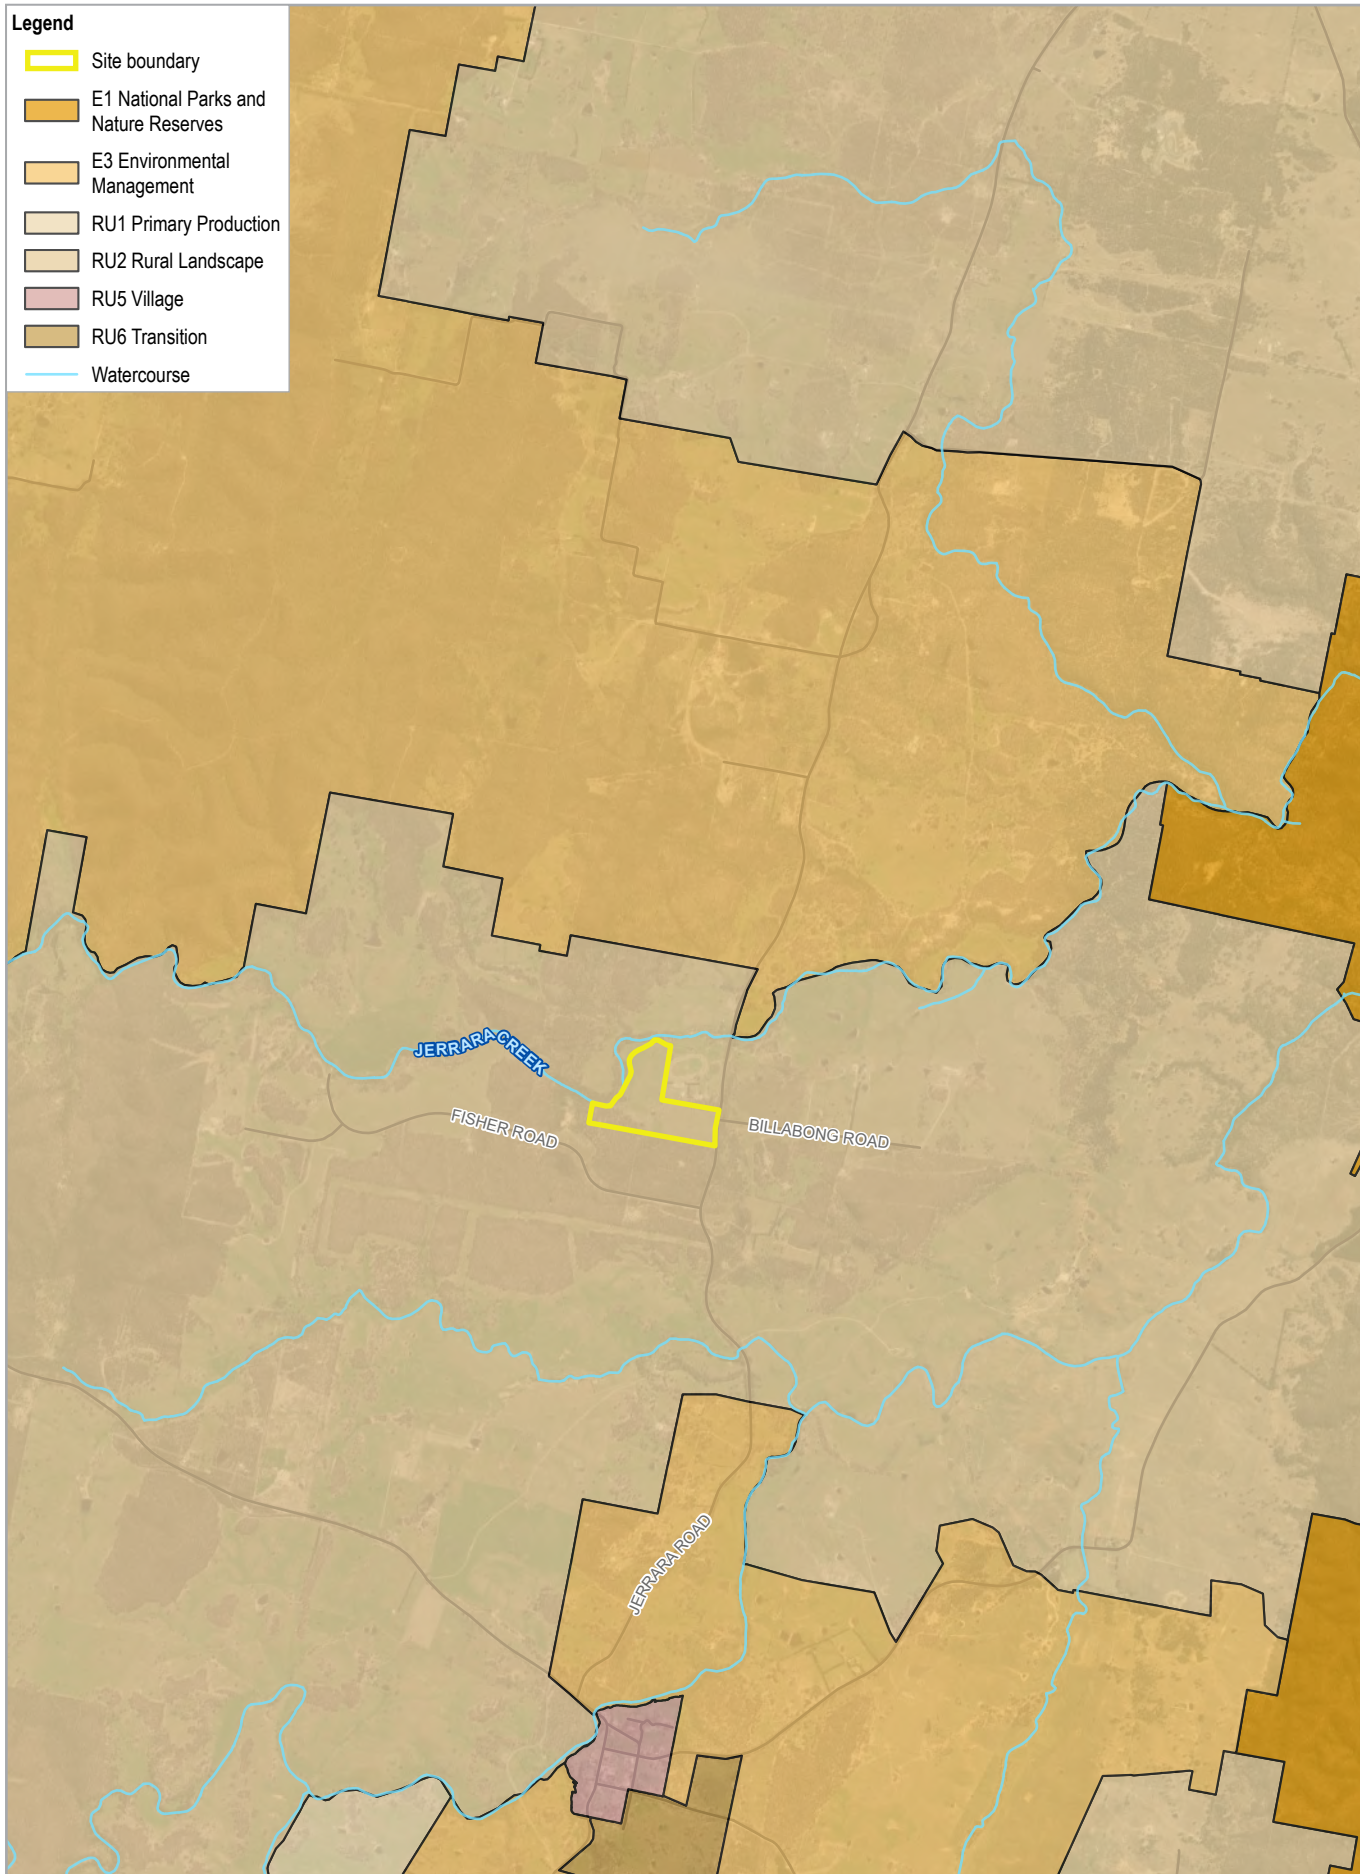 Legend
Site boundary
E1 National Parks and
Nature Reserves
E3 Environmental
Management
RU1 Primary Production
RU2 Rural Landscape
RU5 Village
RU6 Transition
Watercourse
JERRARA CREEK
FISHER ROAD
BILLABONG ROAD
JERRARA ROAD